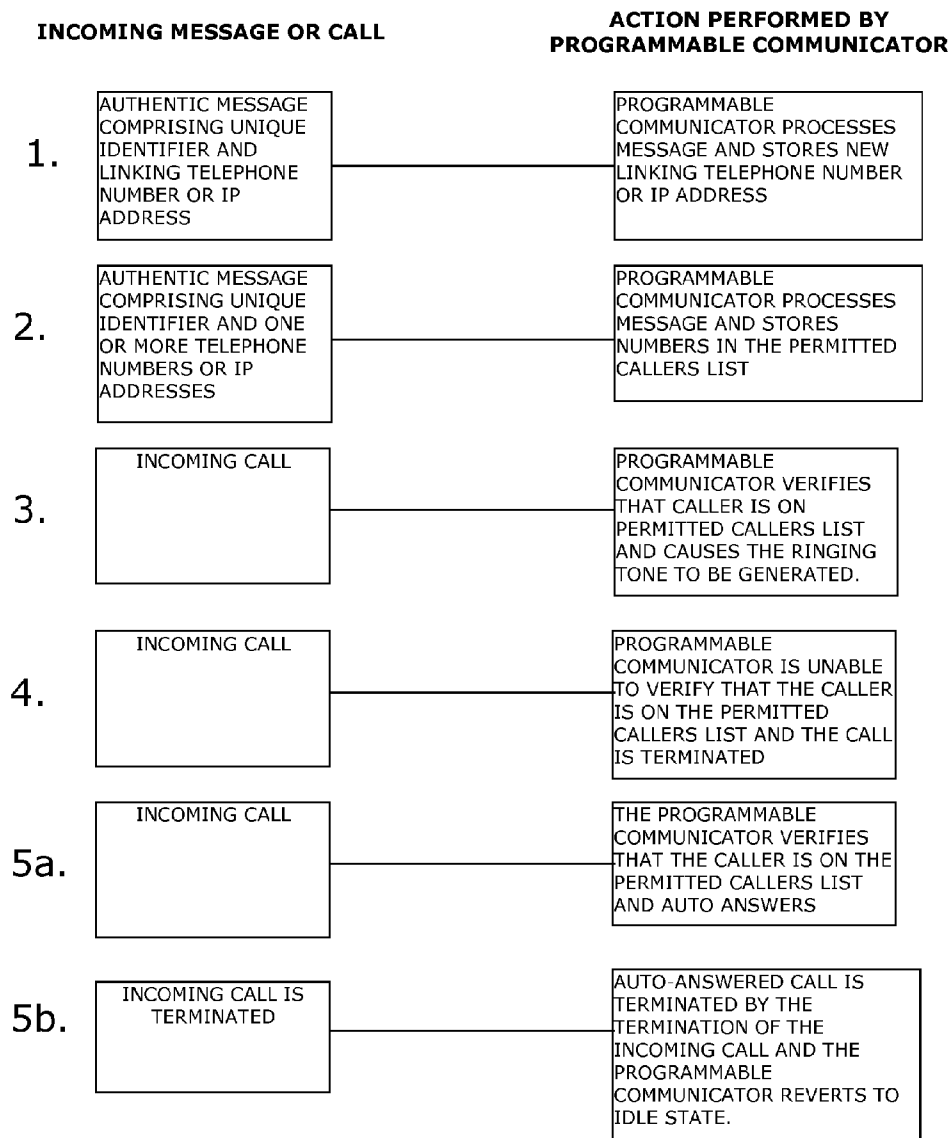 INCOMING MESSAGE OR CALL
ACTION PERFORMED BY
PROGRAMMABLE COMMUNICATOR
1.
AUTHENTIC MESSAGE
COMPRISING UNIQUE
IDENTIFIER AND
LINKING TELEPHONE
NUMBER OR IP
ADDRESS
PROGRAMMABLE
COMMUNICATOR PROCESSES
MESSAGE AND STORES NEW
LINKING TELEPHONE NUMBER
OR IP ADDRESS
2.
AUTHENTIC MESSAGE
COMPRISING UNIQUE
IDENTIFIER AND ONE
OR MORE TELEPHONE
NUMBERS OR IP
ADDRESSES
PROGRAMMABLE
COMMUNICATOR PROCESSES
MESSAGE AND STORES
NUMBERS IN THE PERMITTED
CALLERS LIST
3.
INCOMING CALL
PROGRAMMABLE
COMMUNICATOR VERIFIES
THAT CALLER IS ON
PERMITTED CALLERS LIST
AND CAUSES THE RINGING
TONE TO BE GENERATED.
4.
INCOMING CALL
PROGRAMMABLE
COMMUNICATOR IS UNABLE
TO VERIFY THAT THE CALLER
IS ON THE PERMITTED
CALLERS LIST AND THE CALL
IS TERMINATED
5a.
INCOMING CALL
THE PROGRAMMABLE
COMMUNICATOR VERIFIES
THAT THE CALLER IS ON THE
PERMITTED CALLERS LIST
AND AUTO ANSWERS
5b.
INCOMING CALL IS
TERMINATED
AUTO-ANSWERED CALL IS
TERMINATED BY THE
TERMINATION OF THE
INCOMING CALL AND THE
PROGRAMMABLE
COMMUNICATOR REVERTS TO
IDLE STATE.